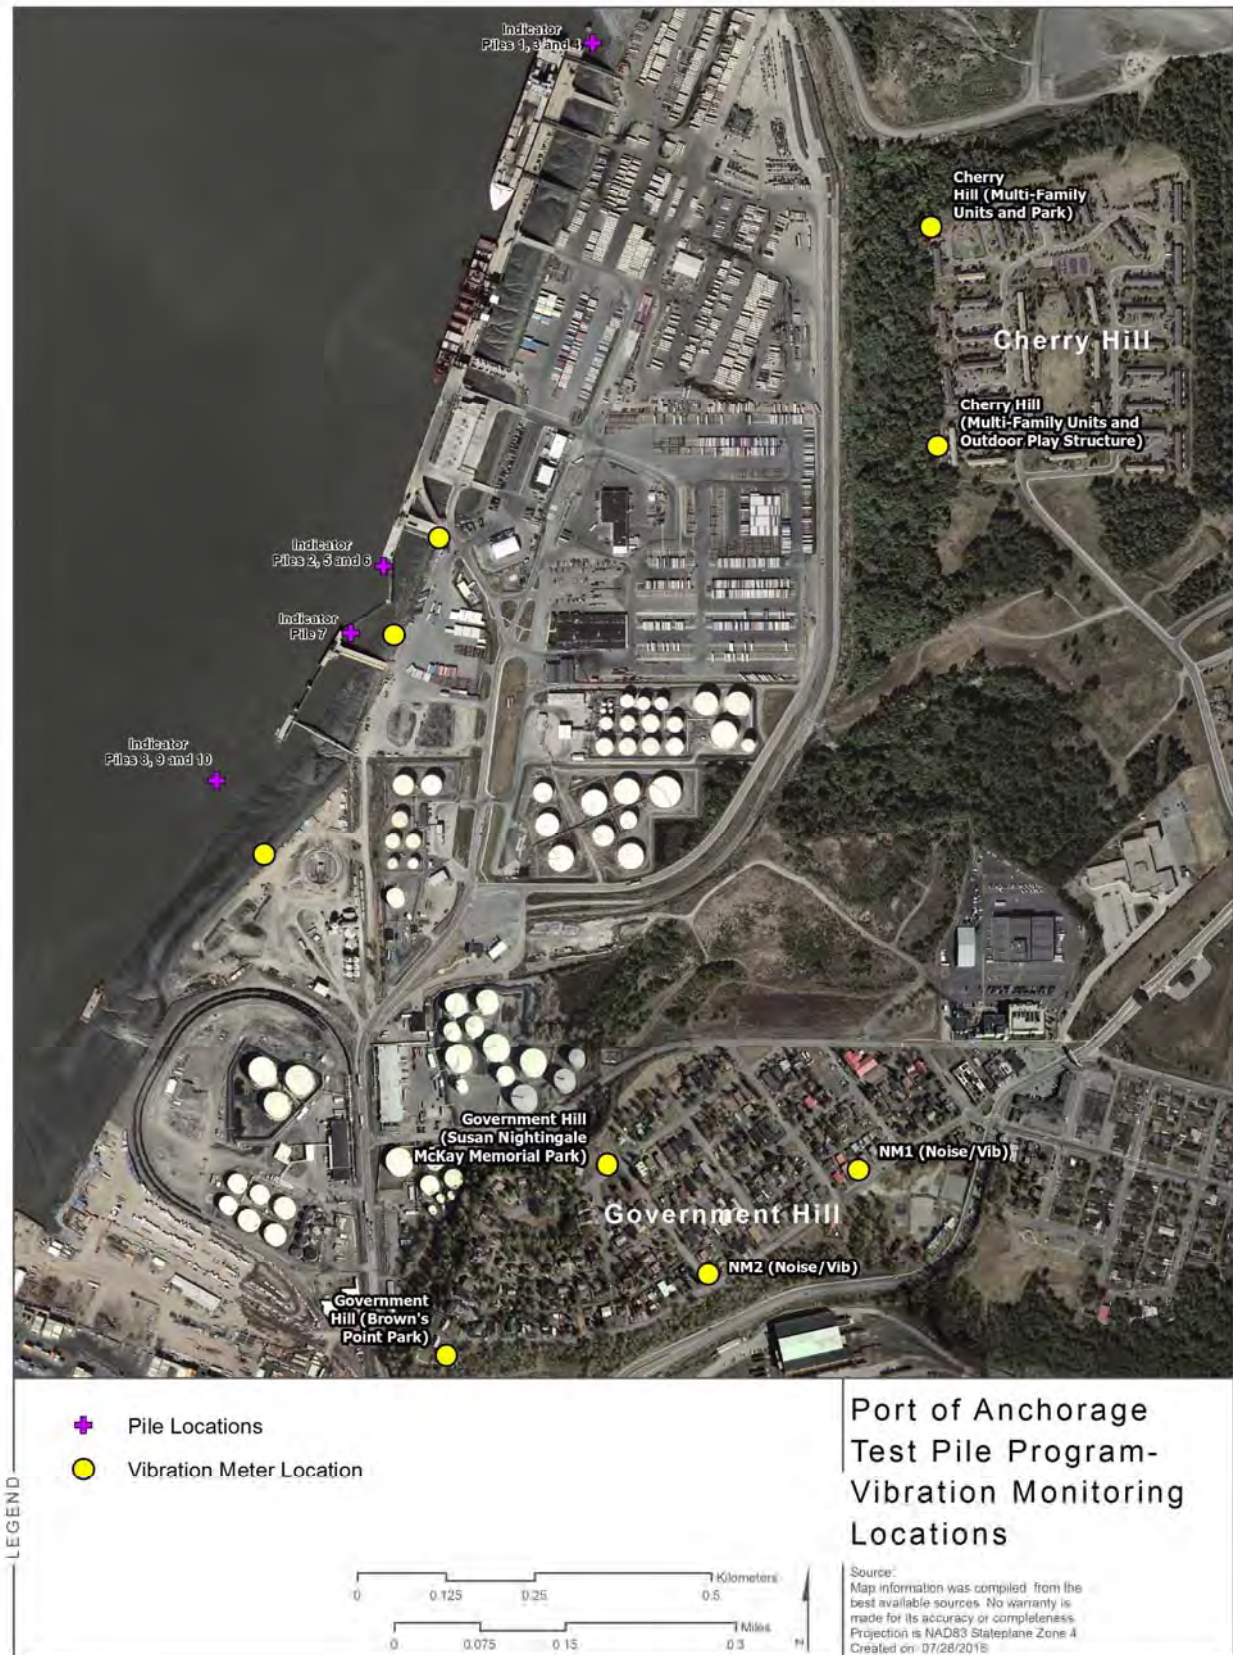 Indicator
Piles 1, 3 and 4
Cherry
Hill (Multi-Family
Units and Park)
Cherry Hill
Cherry Hill
(Multi-Family Units and
Outdoor Play Structure)
Indicator
Piles 2, 5 and 6
Indicator
Pile 7
Indicator
Piles 8, 9 and 10
Government Hill
(Susan Nightingale
McKay Memorial Park)
NM1 (Noise/Vib)
Government Hill
NM2 (Noise/Vib)
Government
Hill (Brown's
Point Park)
LEGEND
Pile Locations
Vibration Meter Location
Kilometers
0 0.125 0.25 0.5
Miles
0 0.075 0.15 0.3
N
Port of Anchorage
Test Pile Program-
Vibration Monitoring
Locations
Source:
Map information was compiled from the
best available sources. No warranty is
made for its accuracy or completeness.
Projection is NAD83 Stateplane Zone 4
Created on: 07/28/2016